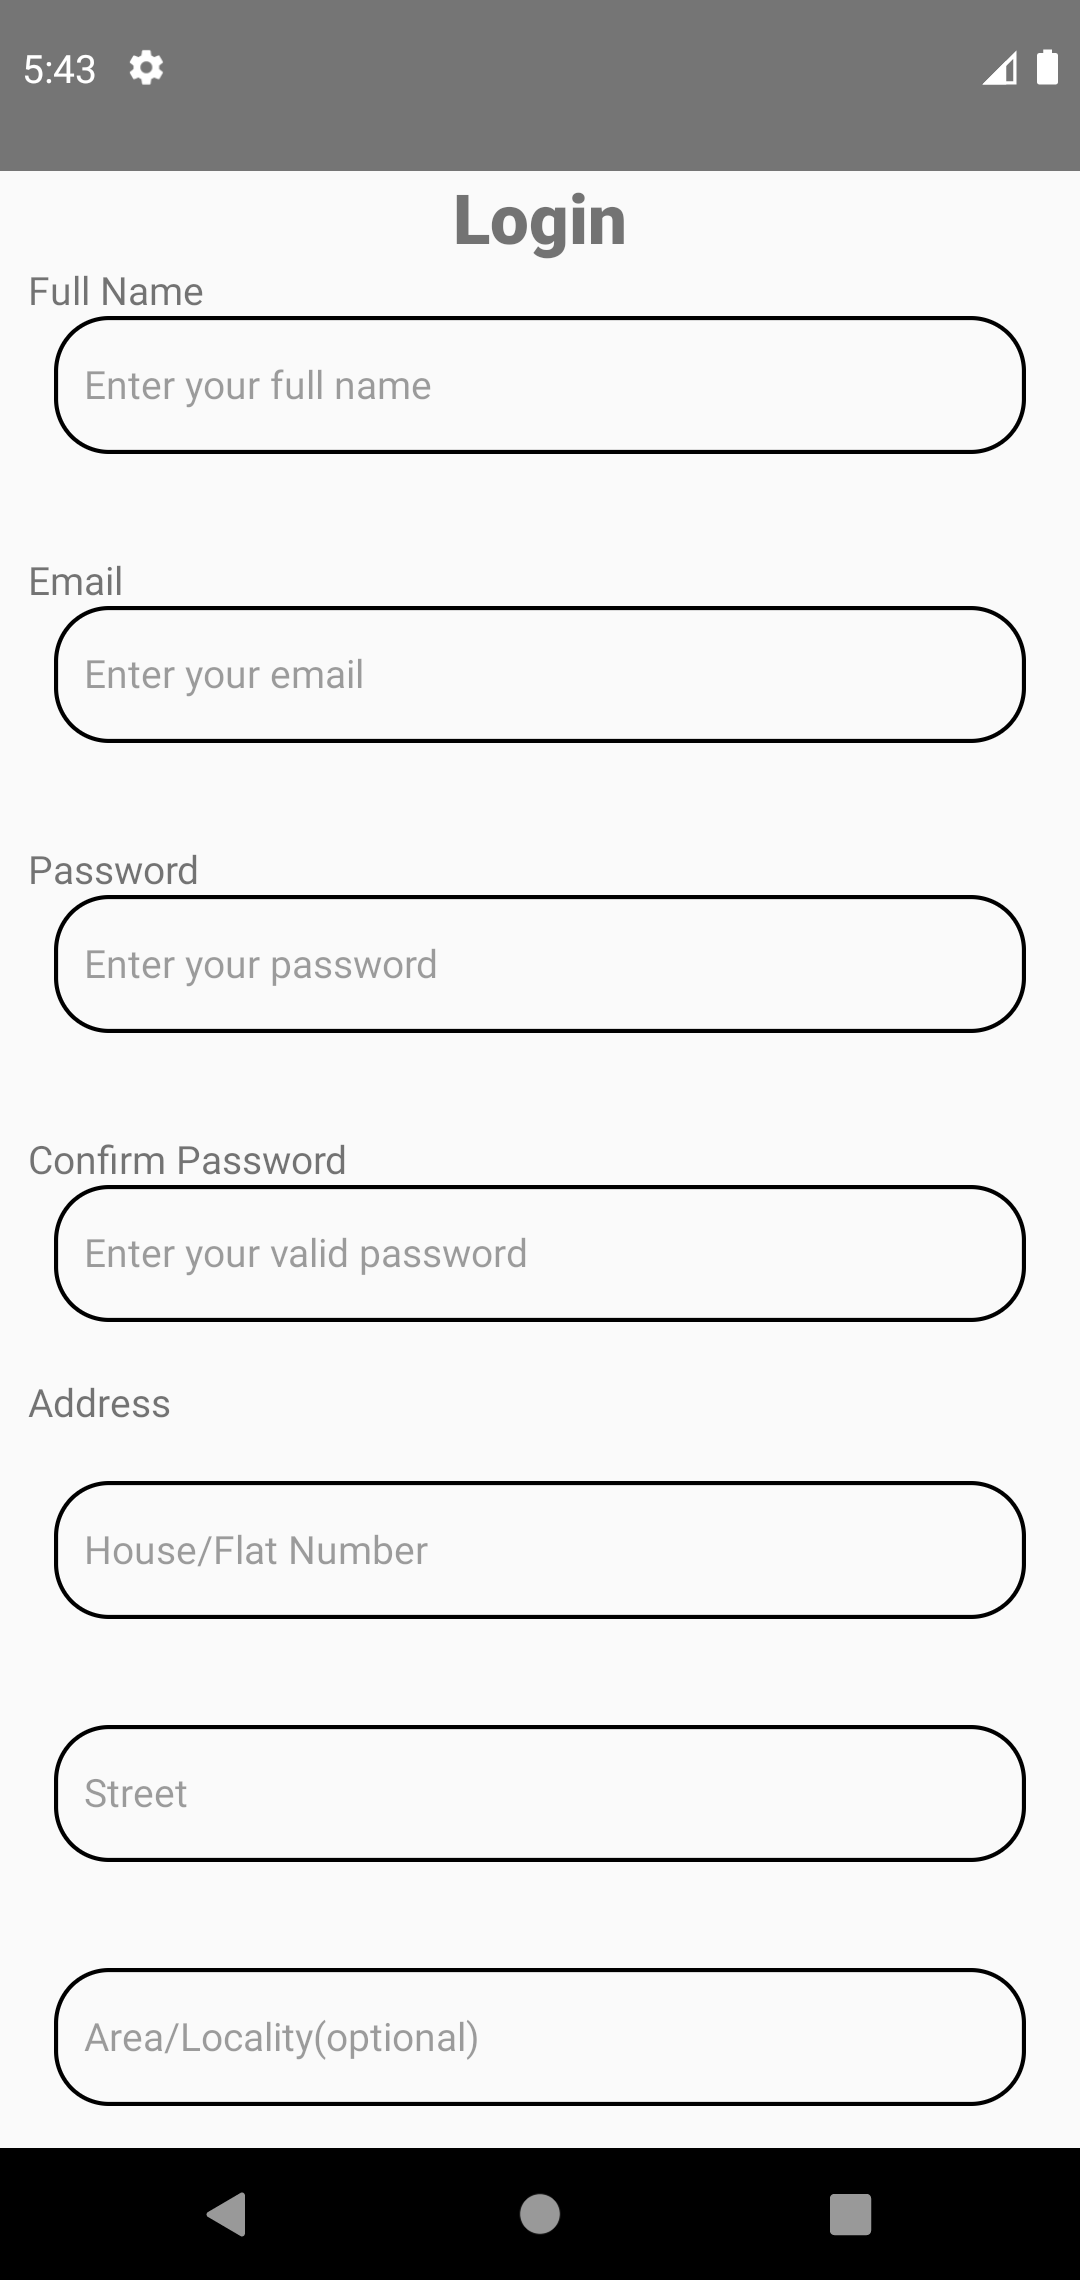 5:43
Login
Full Name
Enter your full name
Email
Enter your email
Password
Enter your password
Confirm Password
Enter your valid password
Address
House/Flat Number
Street
Area/Locality(optional)